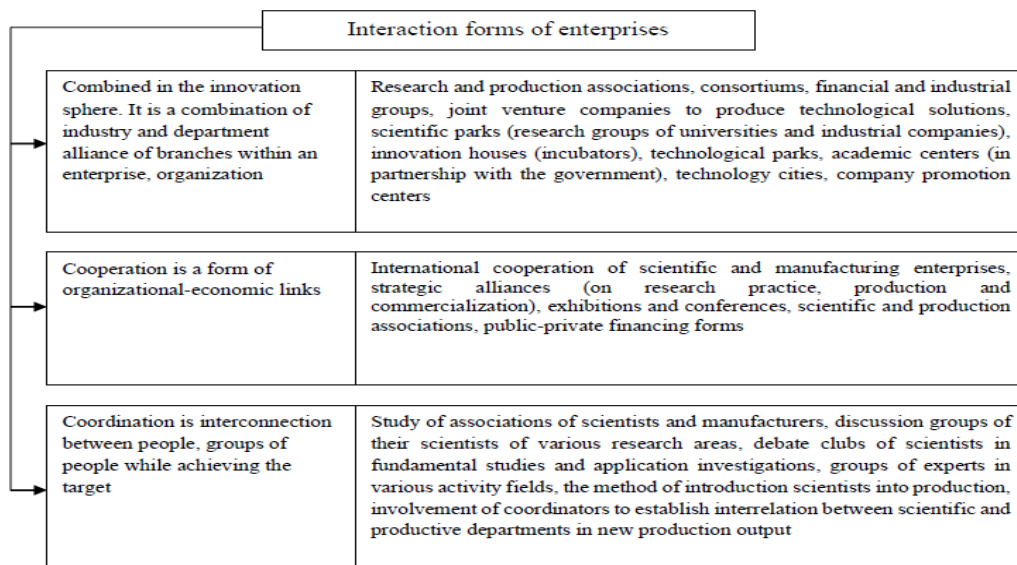 Interaction forms of enterprises
Combined in the innovation
sphere. It is a combination of
industry and department
alliance of branches within an
enterprise, organization
Research and production associations, consortiums, financial and industrial
groups, joint venture companies to produce technological solutions,
scientific parks (research groups of universities and industrial companies),
innovation houses (incubators), technological parks, academic centers (in
partnership with the government), technology cities, company promotion
centers
Cooperation is a form of
organizational-economic links
International cooperation of scientific and manufacturing enterprises,
strategic alliances (on research practice, production and
commercialization), exhibitions and conferences, scientific and production
associations, public-private financing forms
Coordination is interconnection
between people, groups of
people while achieving the
target
Study of associations of scientists and manufacturers, discussion groups of
their scientists of various research areas, debate clubs of scientists in
fundamental studies and application investigations, groups of experts in
various activity fields, the method of introduction scientists into production,
involvement of coordinators to establish interrelation between scientific and
productive departments in new production output